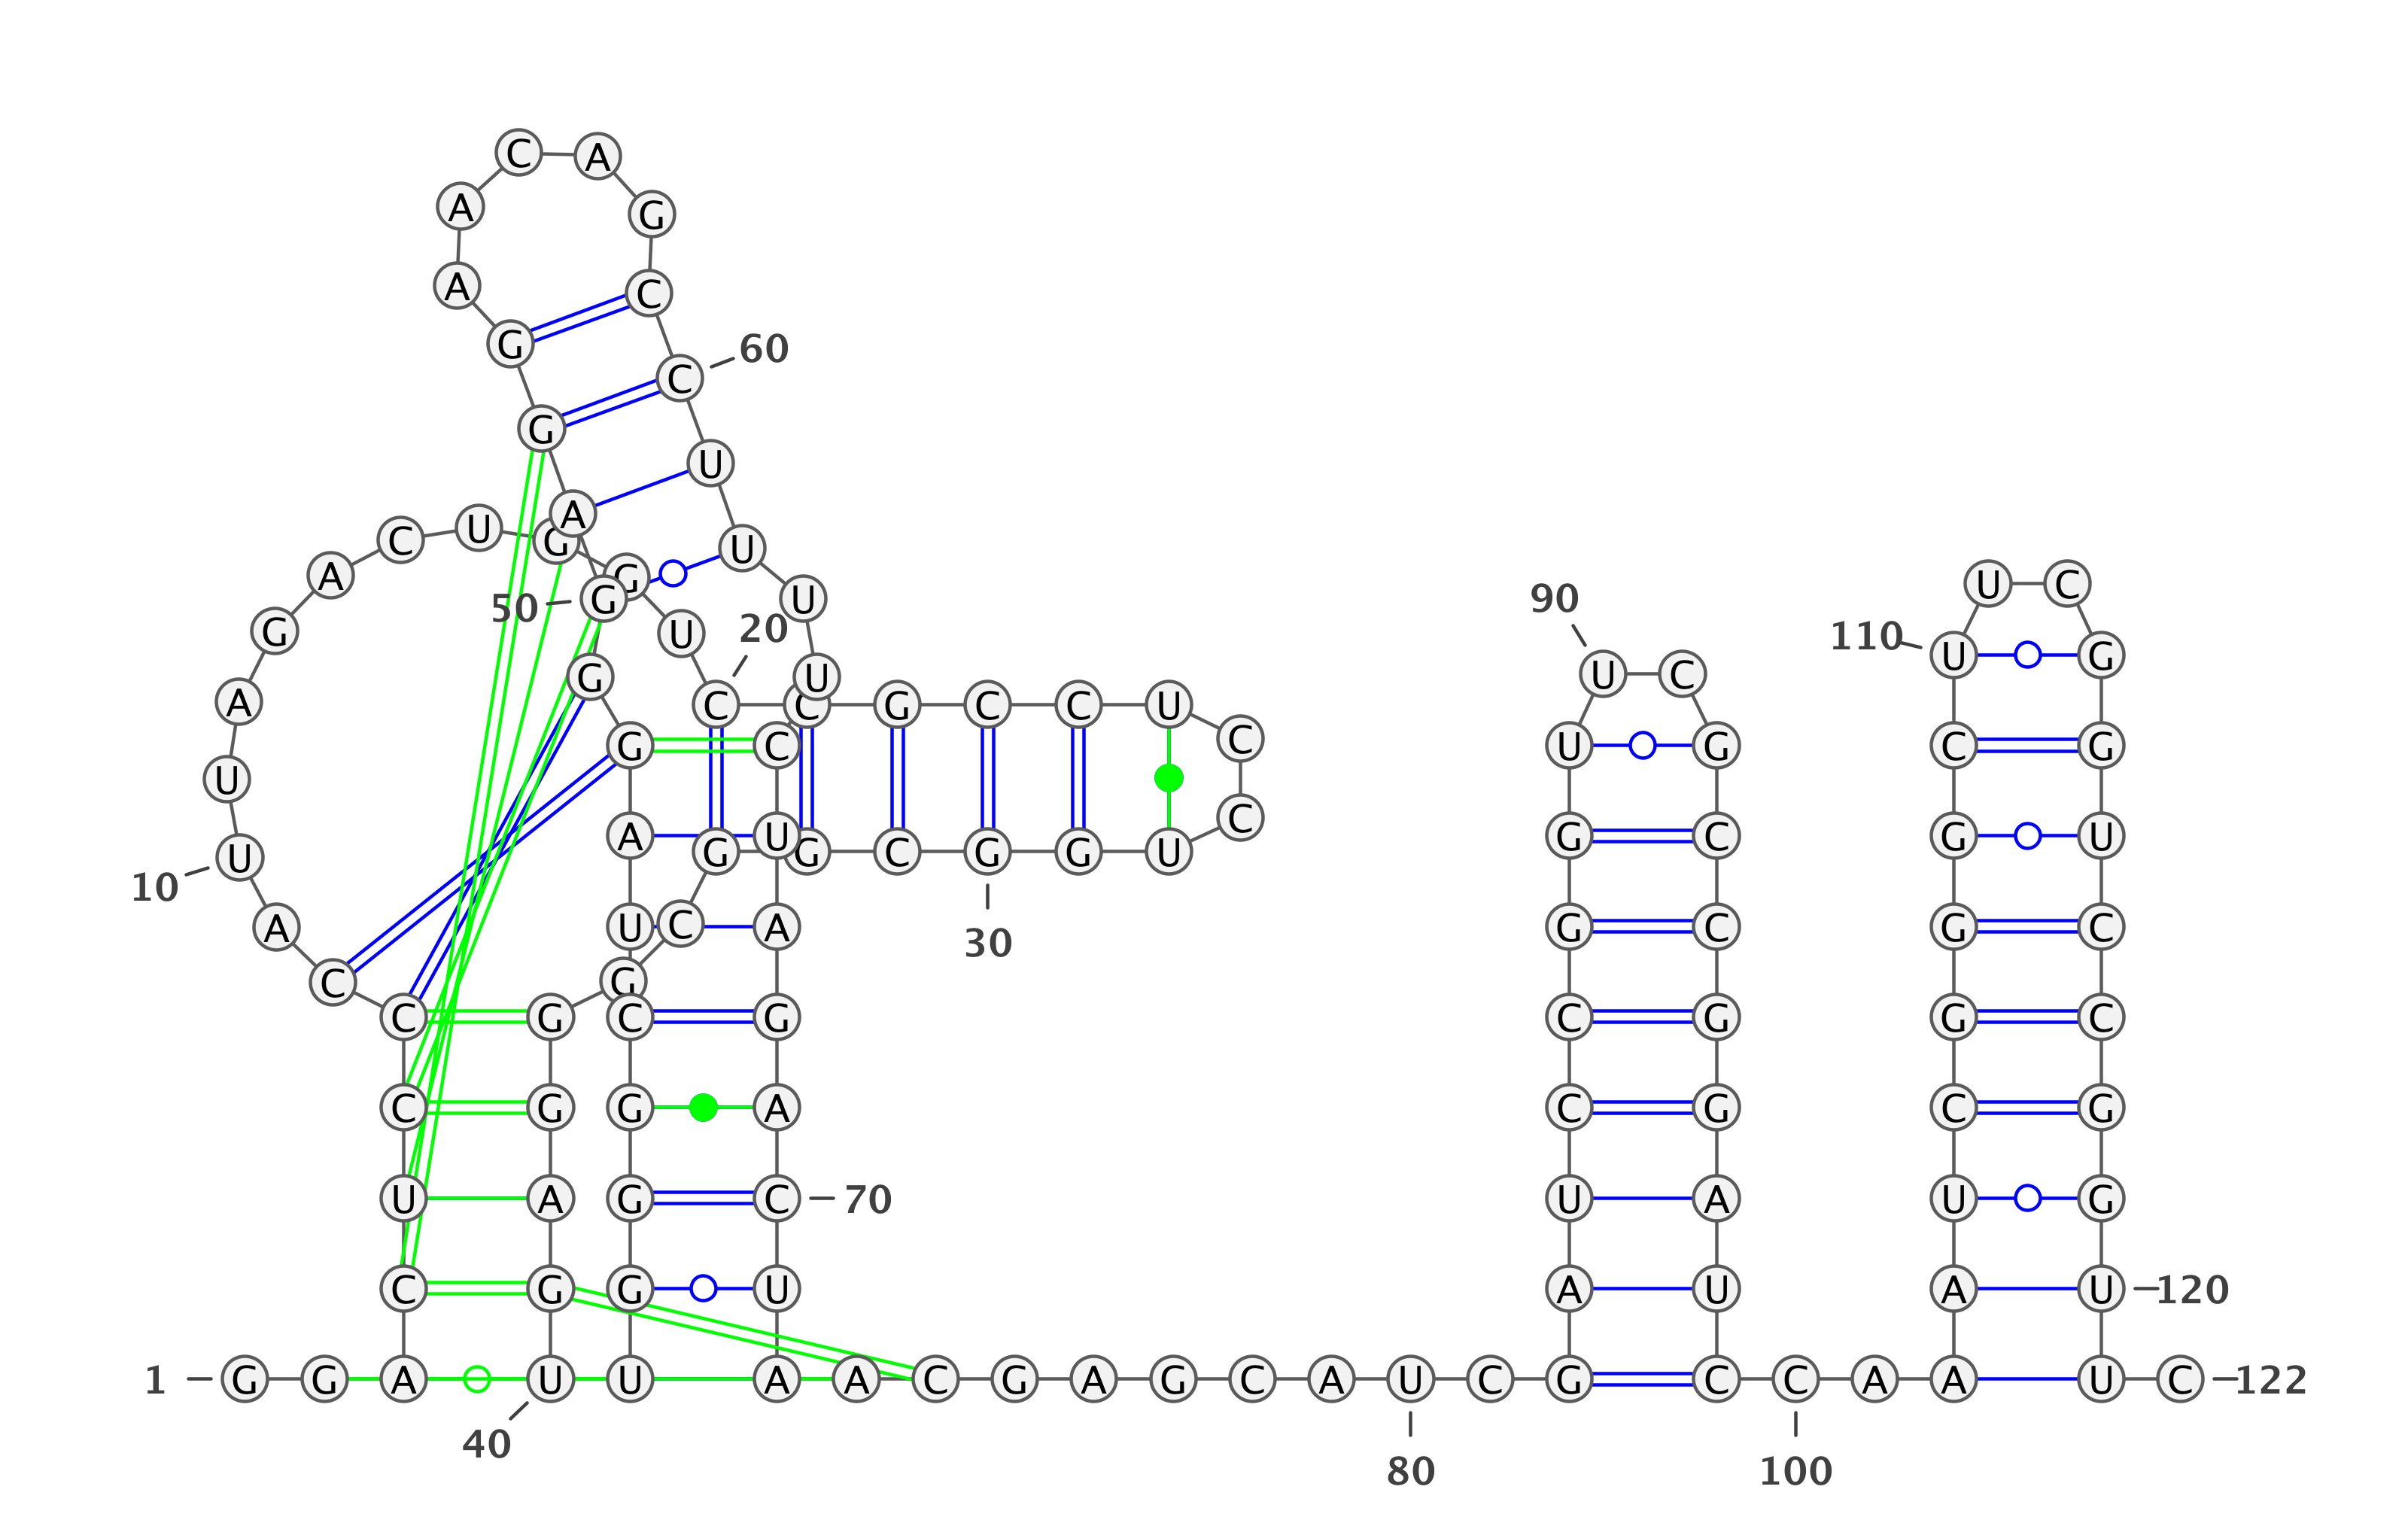 C A
A G
A C
G 60
C
G
U
A
C U G U
A G U C
50 G U 90
G U 20 110
U G
G U U C
A C C G C C U
G C C U G C G
U
C
A U G C G U
U G G C G G U
10
A U C A G C G C
30
C G
C G C G C G G C
C G G A C G C G
U A G C 70 U A U G
C G G U A U A U 120
1 G G A U U A A C G A G C A U C G C C A A U C 122
40
80 100